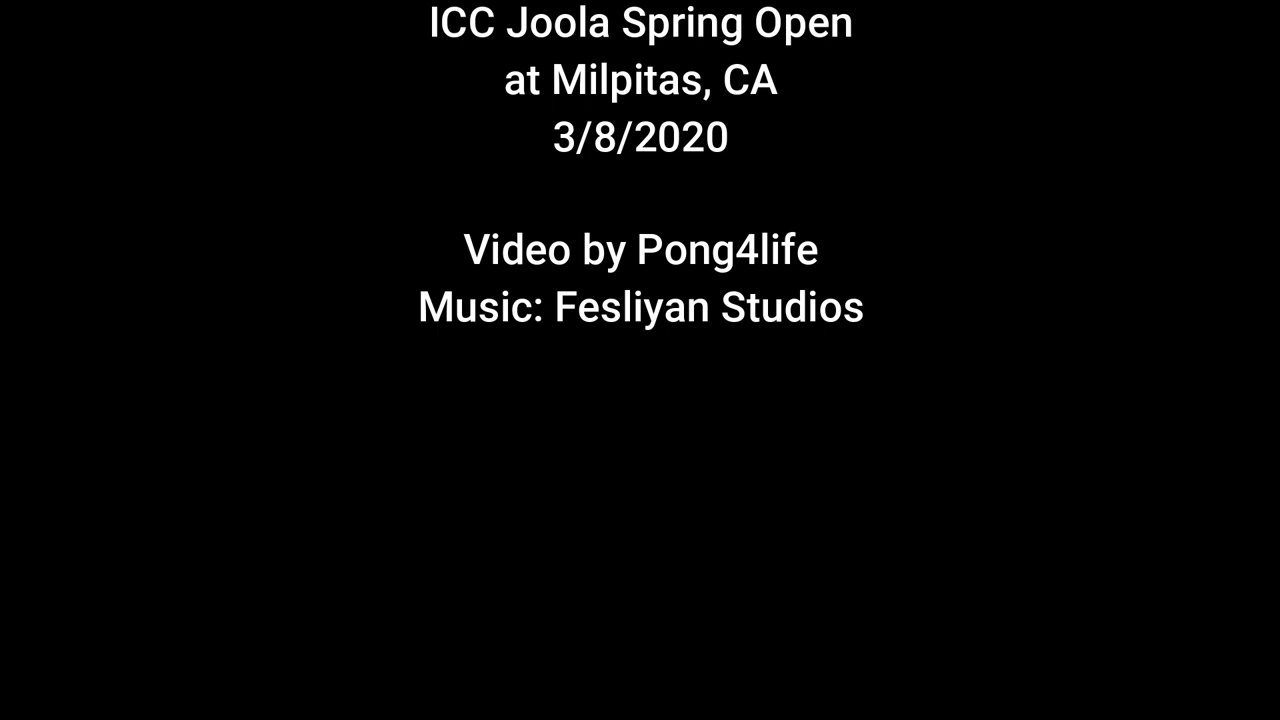 ICC Joola Spring Open
at Milpitas, CA
3/8/2020
Video by Pong4life
Music: Fesliyan Studios